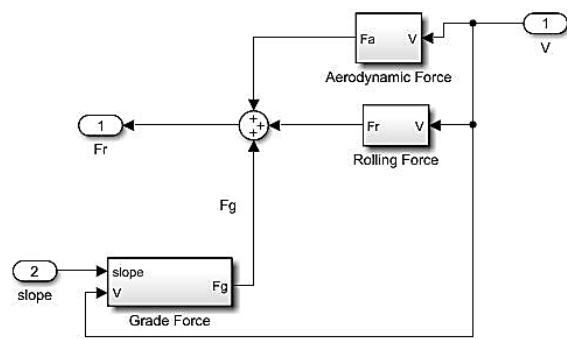 Fa V
1
V
Aerodynamic Force
+
+ +
1
Fr
Fr V
Rolling Force
Fg
2
slope
slope
V
Fg
Grade Force